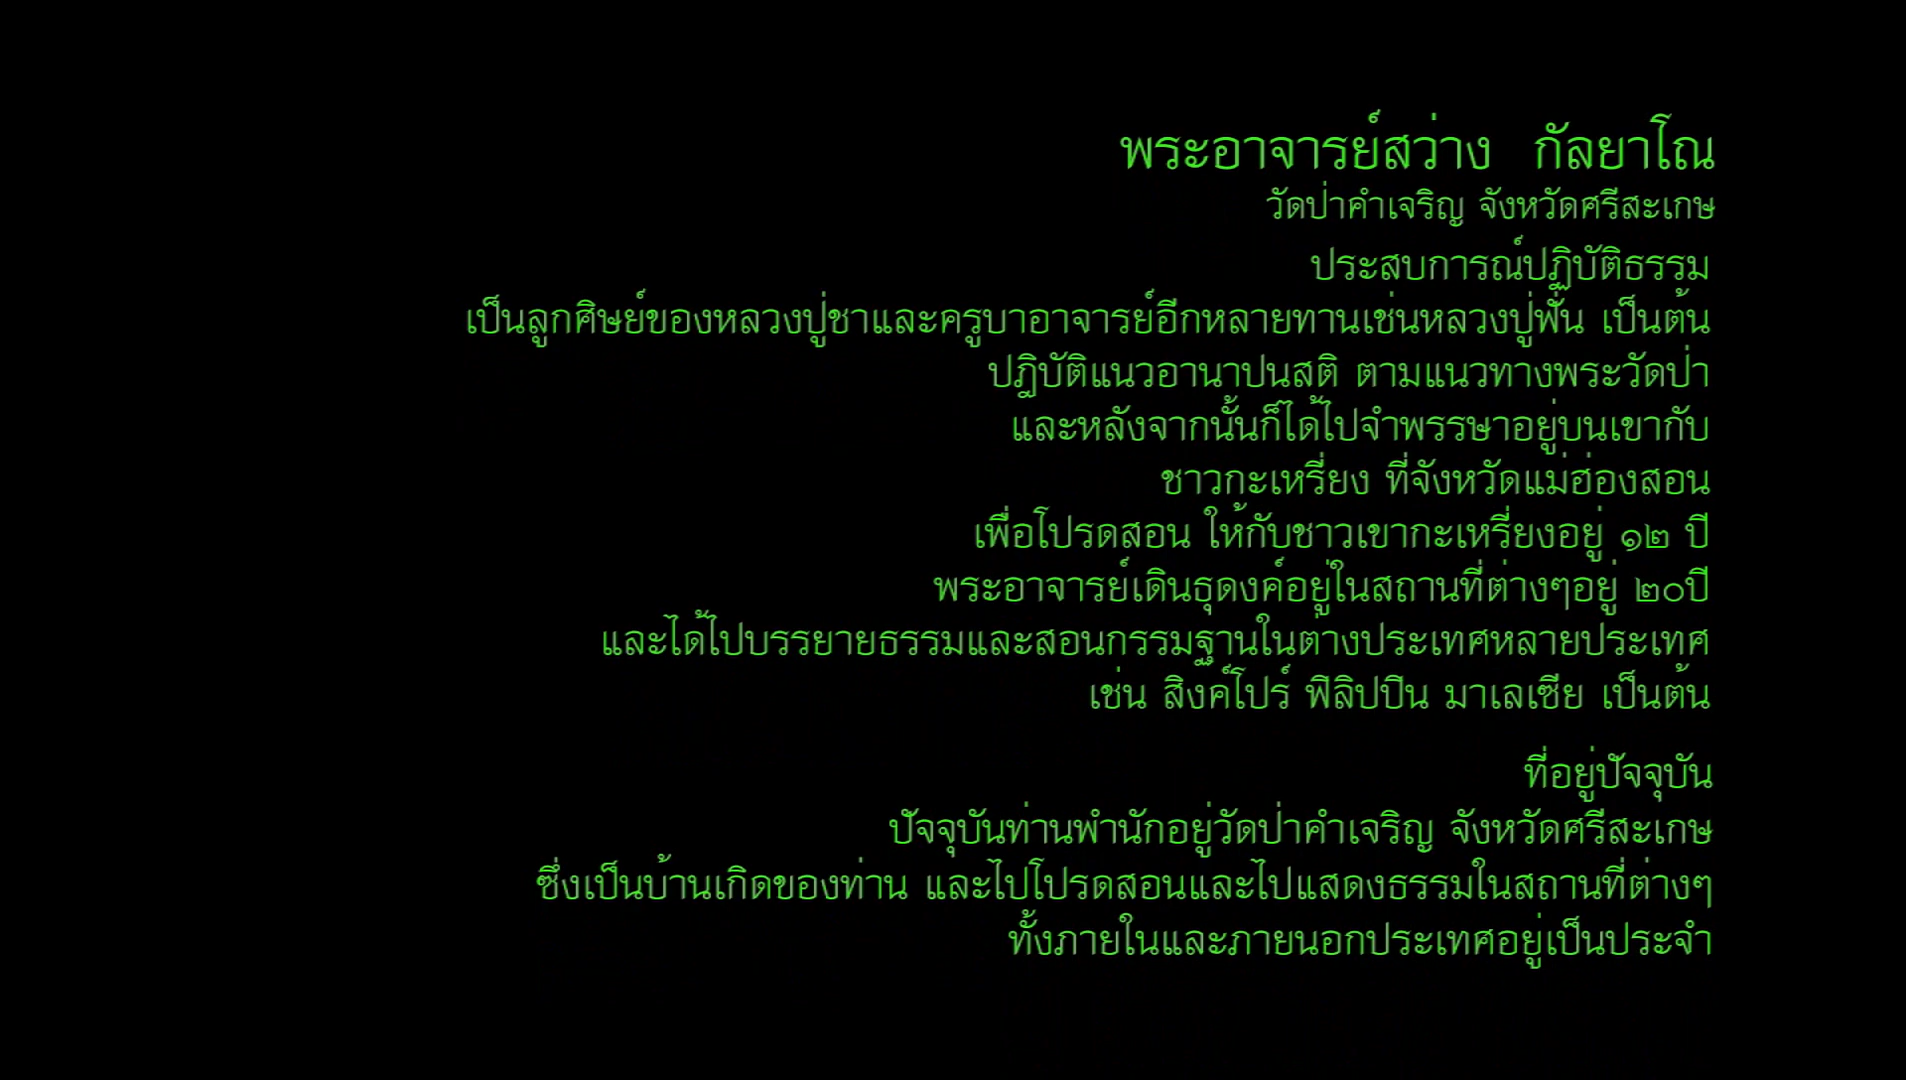 พระอาจารย์สว่าง กัลยาโณ
วัดป่าคำเจริญ จังหวัดศรีสะเกษ
ประสบการณ์ปฏิบัติธรรม
เป็นลูกศิษย์ของหลวงปู่ชาและครูบาอาจารย์อีกหลายทานเช่นหลวงปู่ฟั่น เป็นต้น
ปฏิบัติแนวอานาปนสติ ตามแนวทางพระวัดป่า
และหลังจากนั้นก็ได้ไปจำพรรษาอยู่บนเขากับ
ชาวกะเหรี่ยง ที่จังหวัดแม่ฮ่องสอน
เพื่อโปรดสอน ให้กับชาวเขากะเหรี่ยงอยู่ ๑๒ ปี
พระอาจารย์เดินธุดงค์อยู่ในสถานที่ต่างๆอยู่ ๒๐ปี
และได้ไปบรรยายธรรมและสอนกรรมฐานในต่างประเทศหลายประเทศ
เช่น สิงค์โปร์ ฟิลิปปีน มาเลเซีย เป็นต้น
ที่อยู่ปัจจุบัน
ปัจจุบันท่านพำนักอยู่วัดป่าคำเจริญ จังหวัดศรีสะเกษ
ซึ่งเป็นบ้านเกิดของท่าน และไปโปรดสอนและไปแสดงธรรมในสถานที่ต่างๆ
ทั้งภายในและภายนอกประเทศอยู่เป็นประจำ